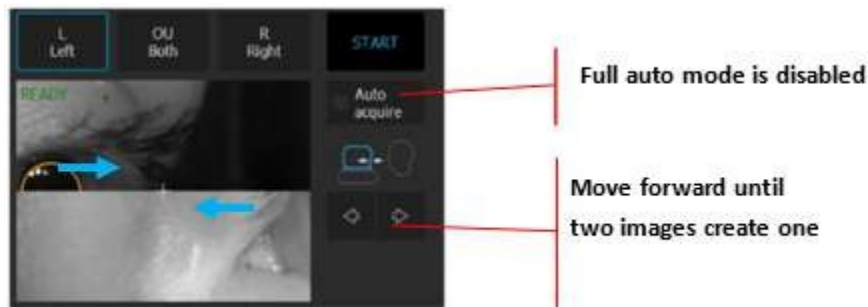 L
Left
OU
Both
R
Right
START
READY
Auto
acquire
Full auto mode is disabled
Move forward until
two images create one